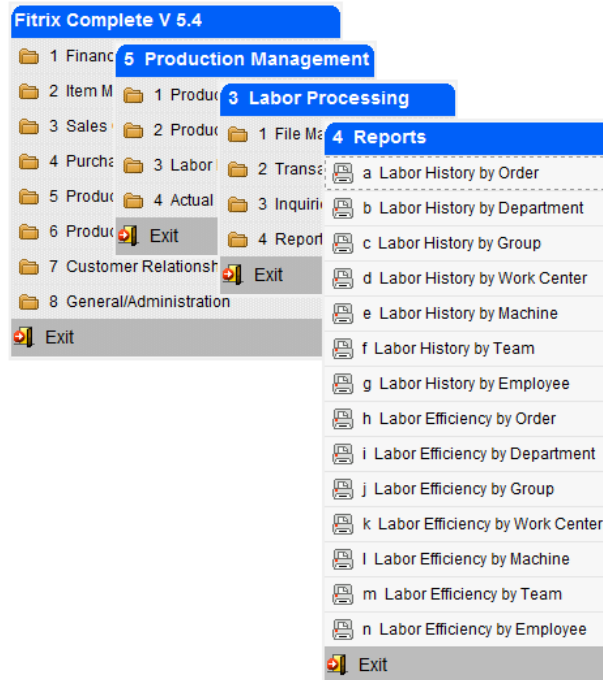 Fitrix Complete V 5.4
1 Financ
2 Item M
3 Sales
4 Purcha
5 Produc
6 Produc
7 Customer Relationsh
8 General/Administration
Exit
5 Production Management
1 Produc
2 Produc
3 Labor
4 Actual
Exit
3 Labor Processing
1 File Ma
2 Transa
3 Inquiri
4 Report
Exit
4 Reports
a Labor History by Order
b Labor History by Department
c Labor History by Group
d Labor History by Work Center
e Labor History by Machine
f Labor History by Team
g Labor History by Employee
h Labor Efficiency by Order
i Labor Efficiency by Department
j Labor Efficiency by Group
k Labor Efficiency by Work Center
l Labor Efficiency by Machine
m Labor Efficiency by Team
n Labor Efficiency by Employee
Exit